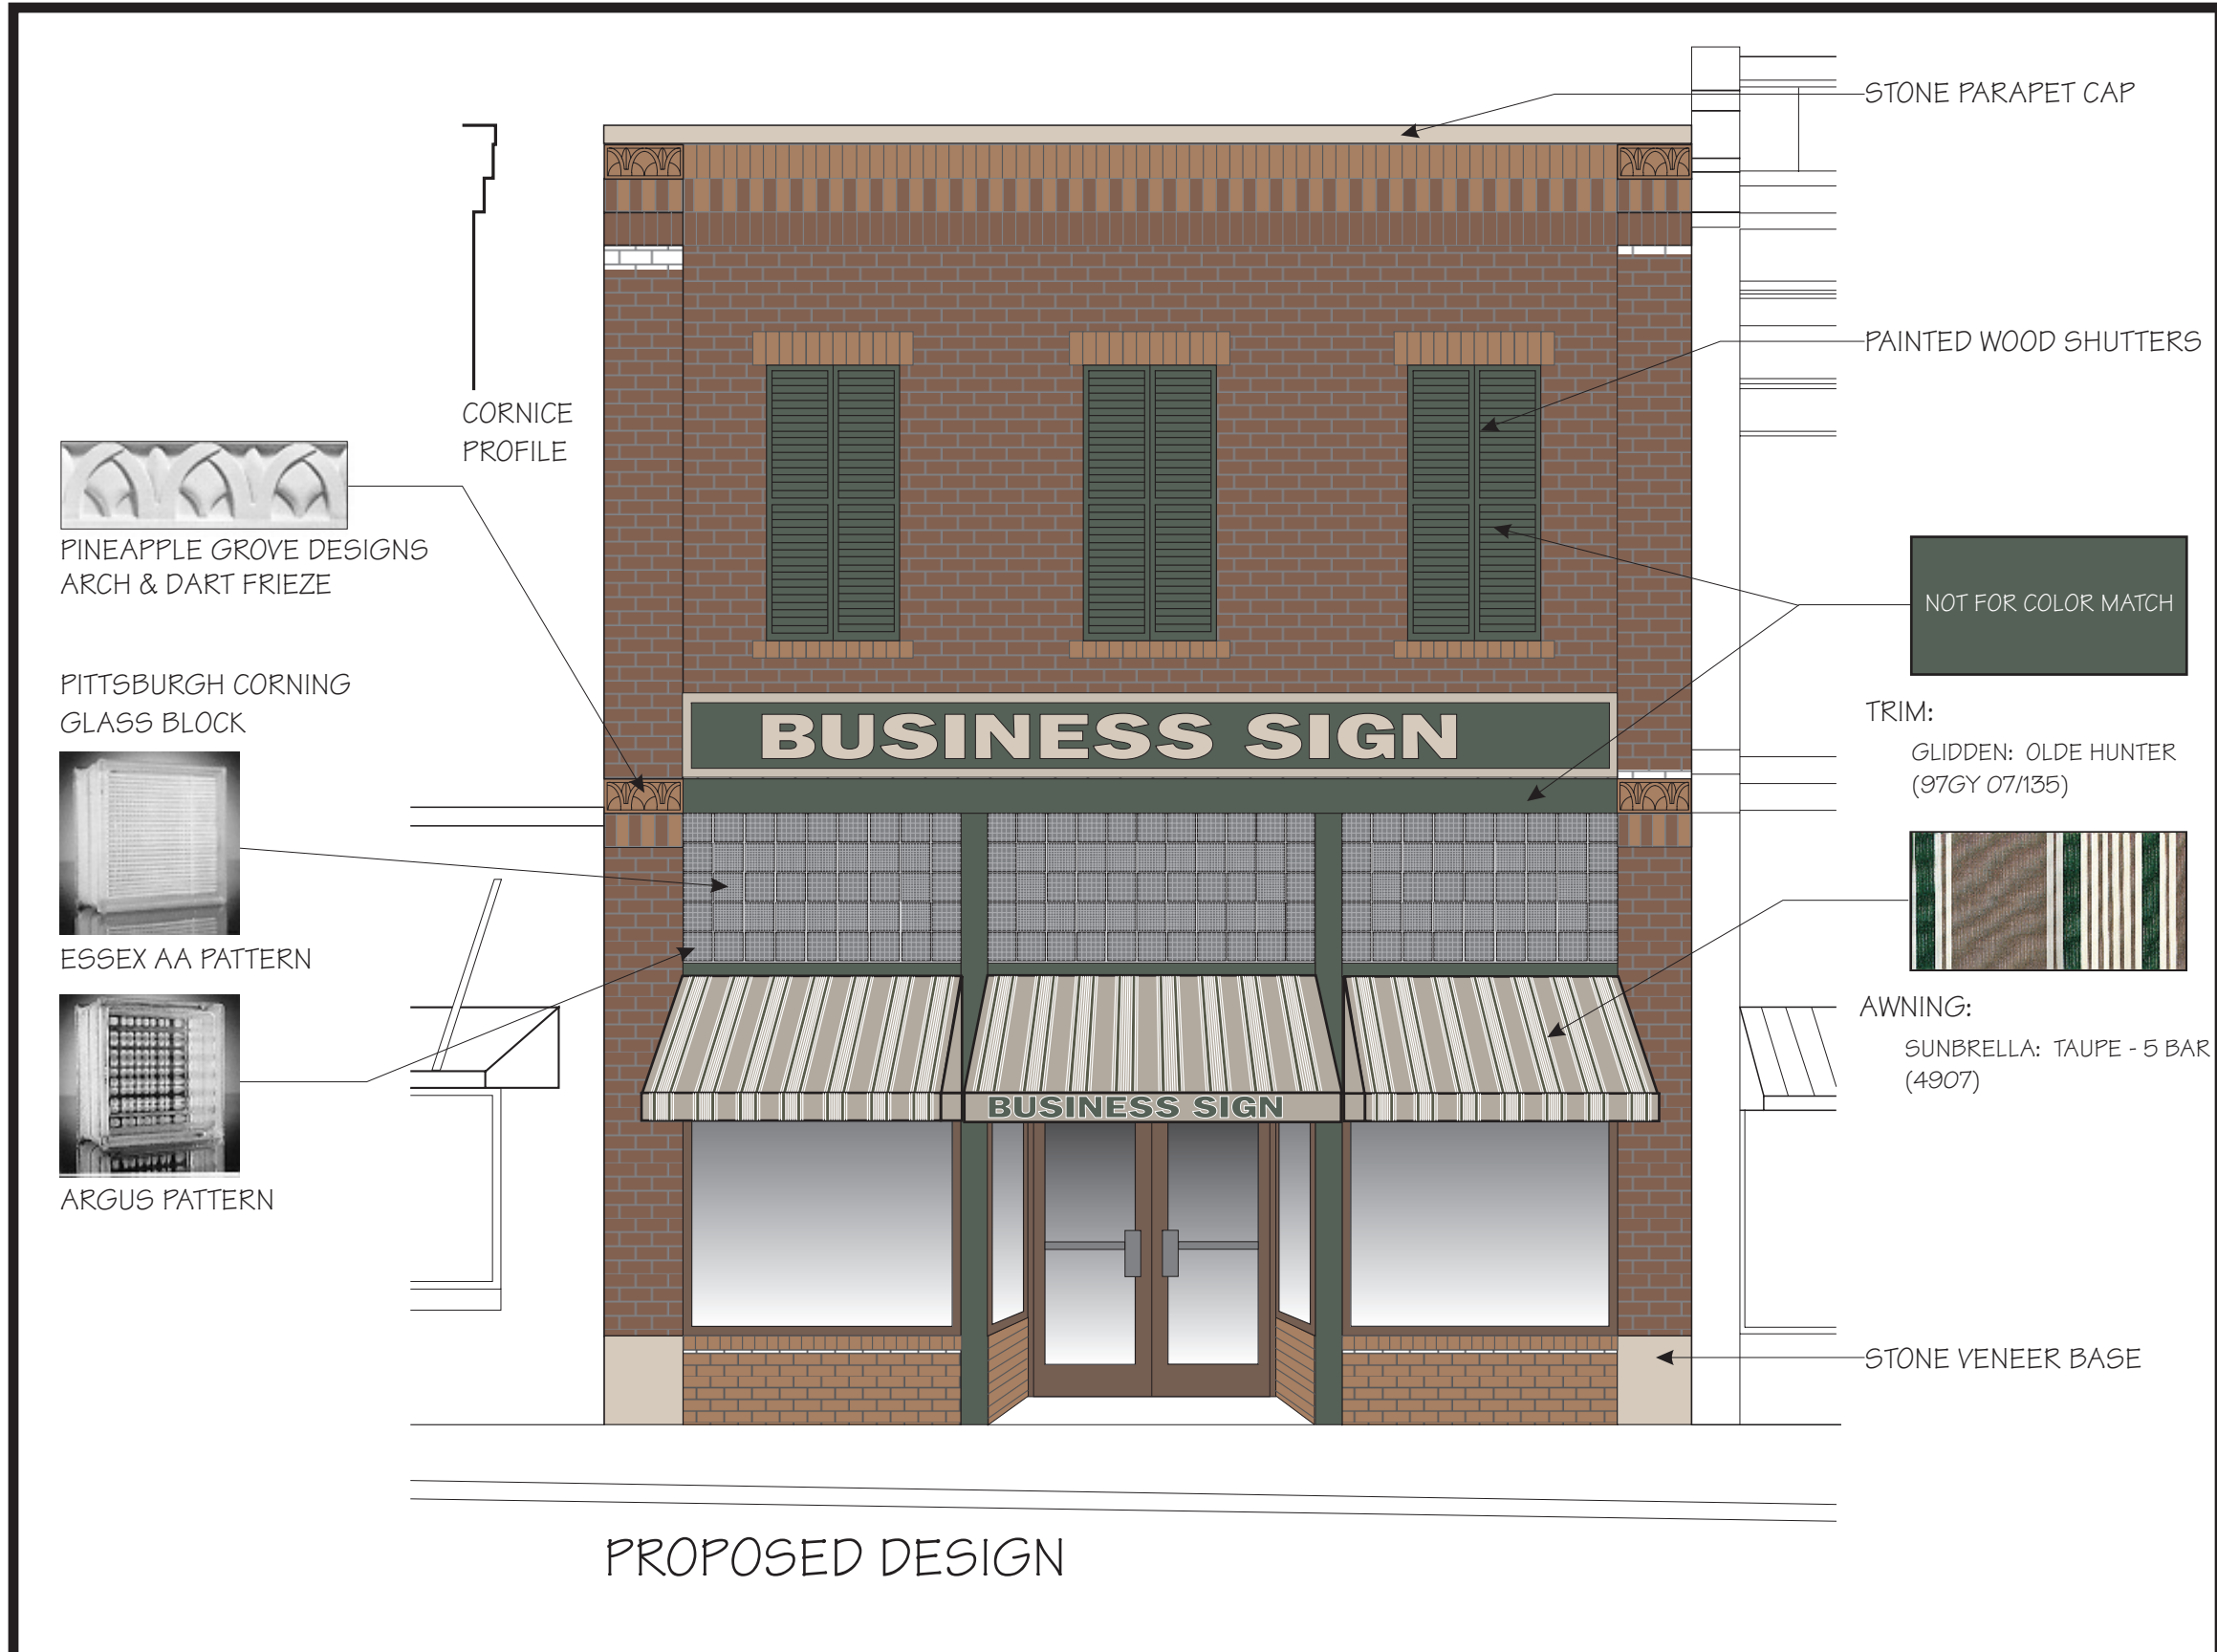 STONE PARAPET CAP
PAINTED WOOD SHUTTERS
CORNICE
PROFILE
PINEAPPLE GROVE DESIGNS
ARCH & DART FRIEZE
NOT FOR COLOR MATCH
PITTSBURGH CORNING
GLASS BLOCK
TRIM:
GLIDDEN: OLDE HUNTER
(97GY 07/135)
BUSINESS SIGN
ESSEX AA PATTERN
AWNING:
SUNBRELLA: TAUPE - 5 BAR
(4907)
BUSINESS SIGN
ARGUS PATTERN
STONE VENEER BASE
PROPOSED DESIGN